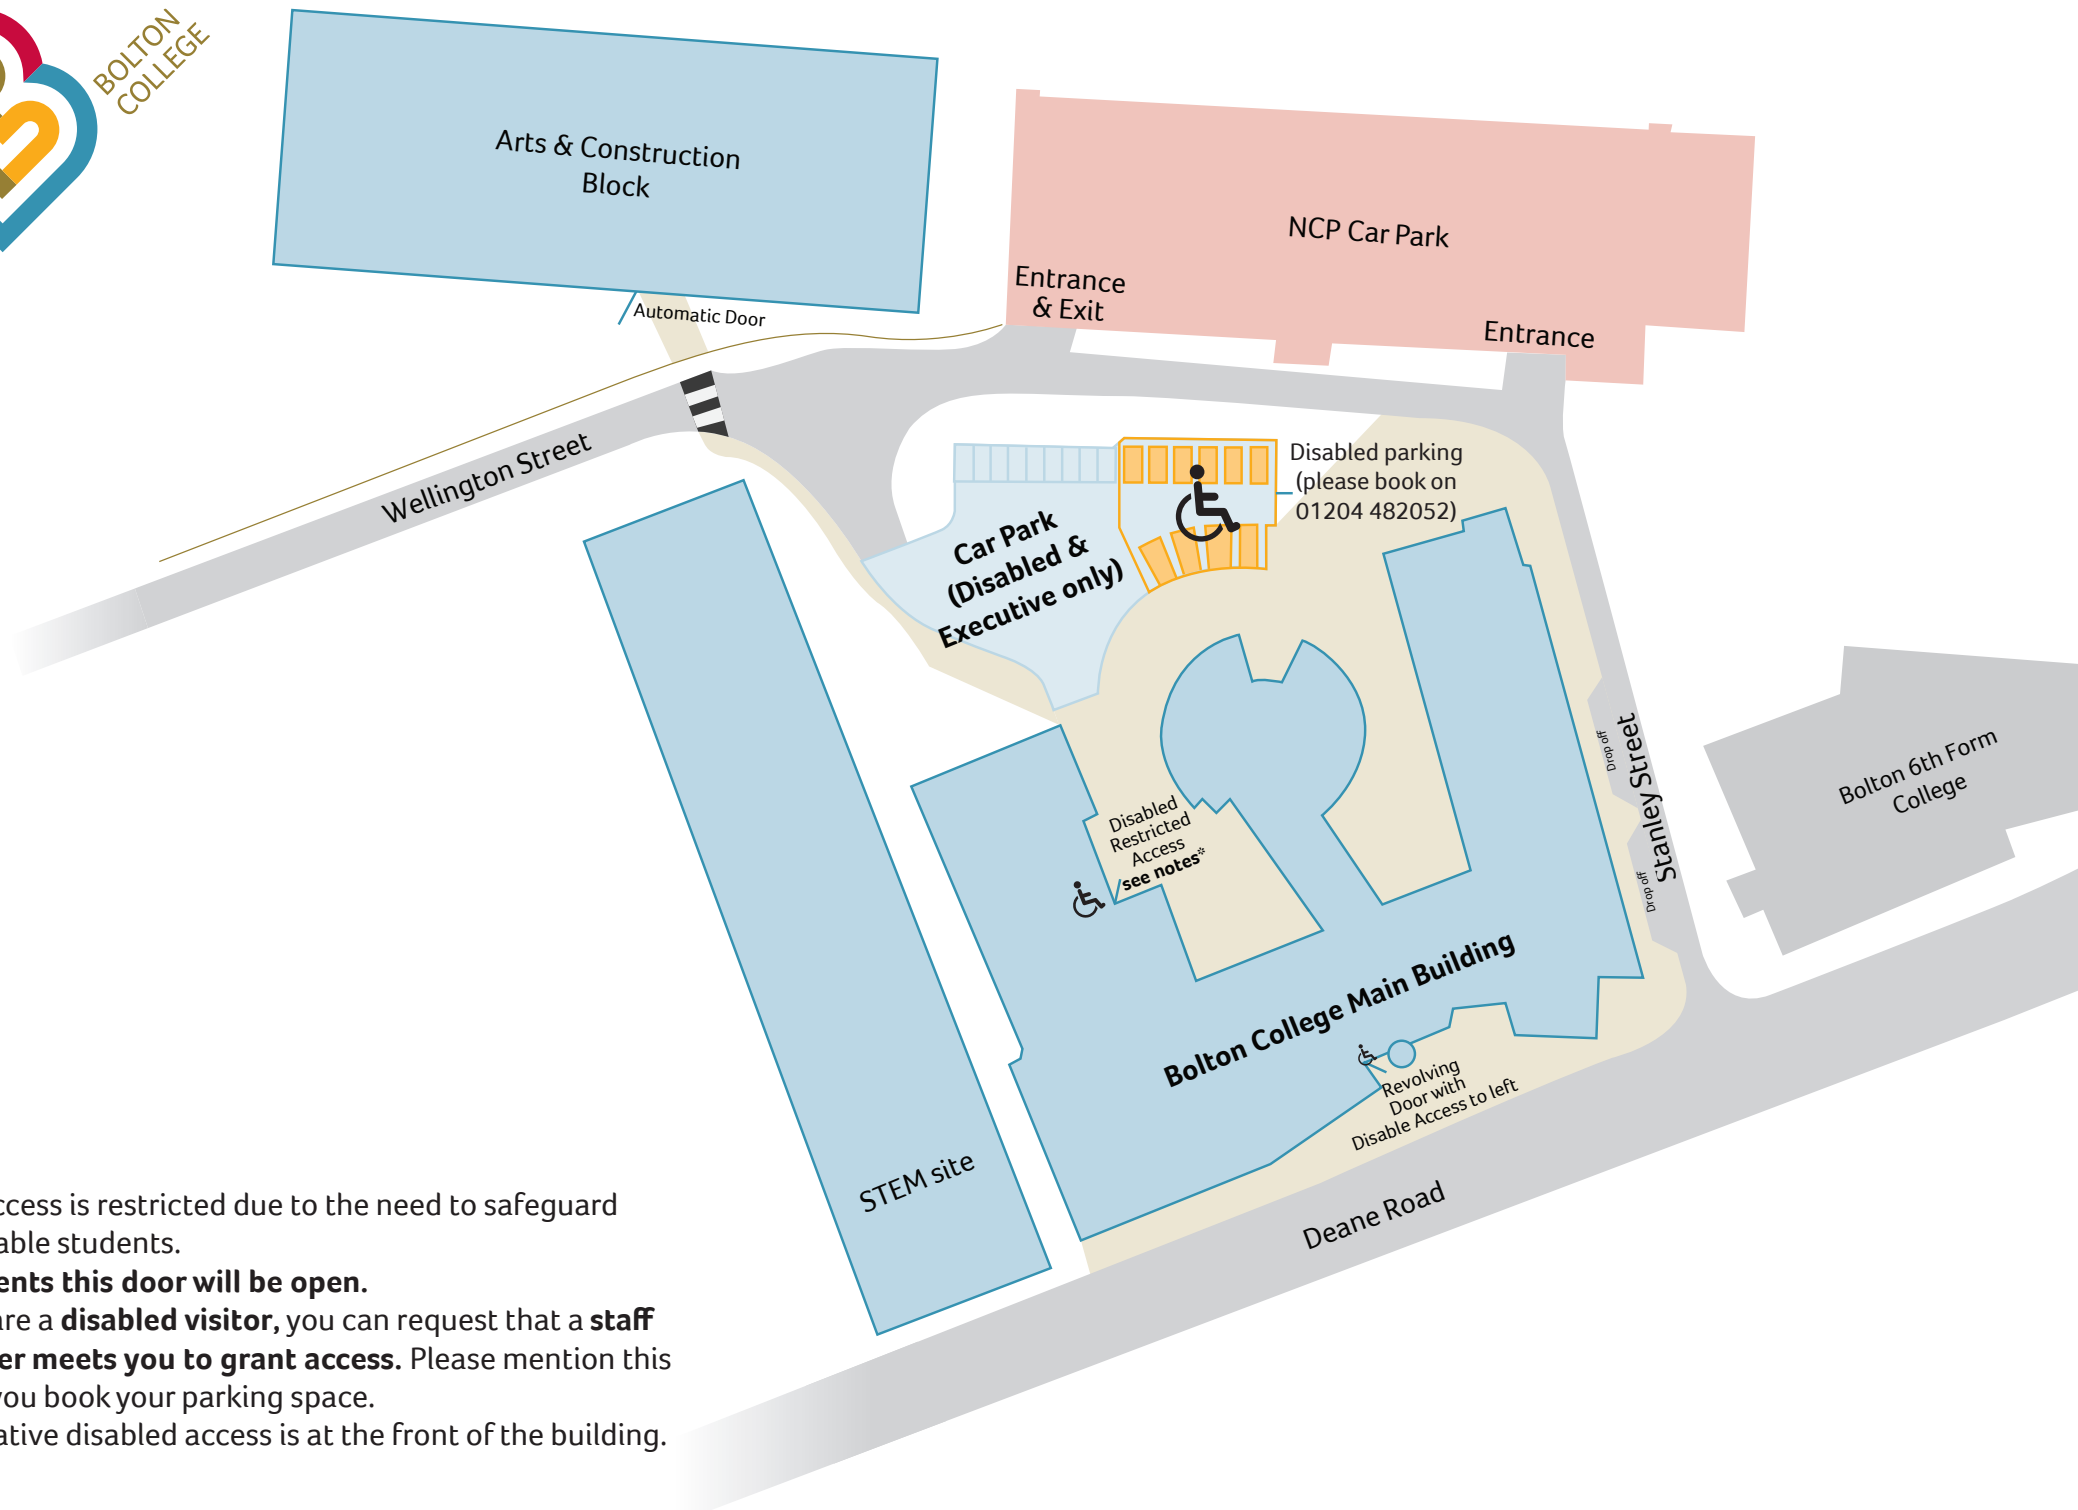 BOLTON
COLLEGE
Arts & Construction
Block
Automatic Door
NCP Car Park
Entrance
& Exit
Entrance
Wellington Street
Disabled parking
(please book on
01204 482052)
Car Park
(Disabled &
Executive only)
Drop off
Stanley Street
Drop off
Bolton 6th Form
College
Disabled
Restricted
Access
see notes*
Bolton College Main Building
Revolving
Door with
Disable Access to left
STEM site
Deane Road
ccess is restricted due to the need to safeguard
able students.
ents this door will be open.
are a disabled visitor, you can request that a staff
er meets you to grant access. Please mention this
you book your parking space.
ative disabled access is at the front of the building.